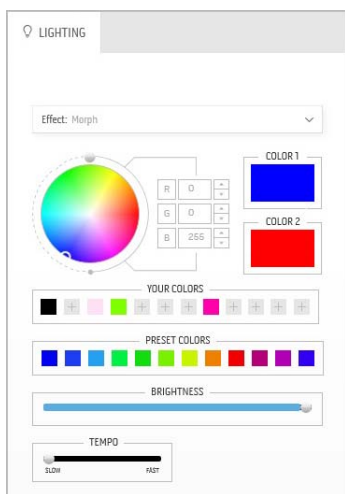 LIGHTING
Effect: Morph
COLOR 1
R 0
G 0
B 255
COLOR 2
YOUR COLORS
PRESET COLORS
BRIGHTNESS
TEMPO
SLOW FAST